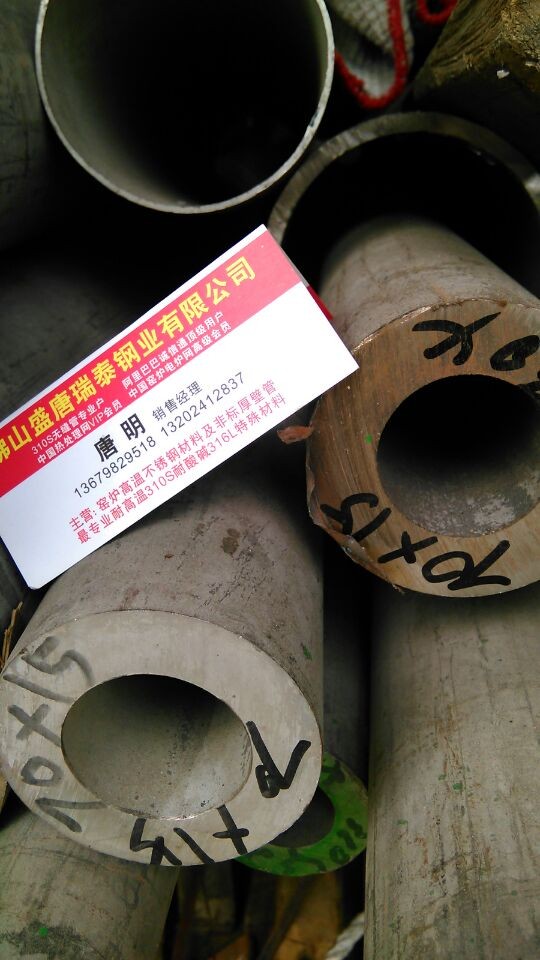 佛山盛唐瑞泰钢业有限公司
310S无缝管专业户 阿里巴巴诚信通顶级用户
中国热处理网VIP会员 中国窑炉电炉网高级会员
唐 明 销售经理
13679829518 13202412837
主营: 窑炉高温不锈钢材料及非标厚壁管
最专业耐高温310S耐酸碱316L特殊材料
70×15
70×15